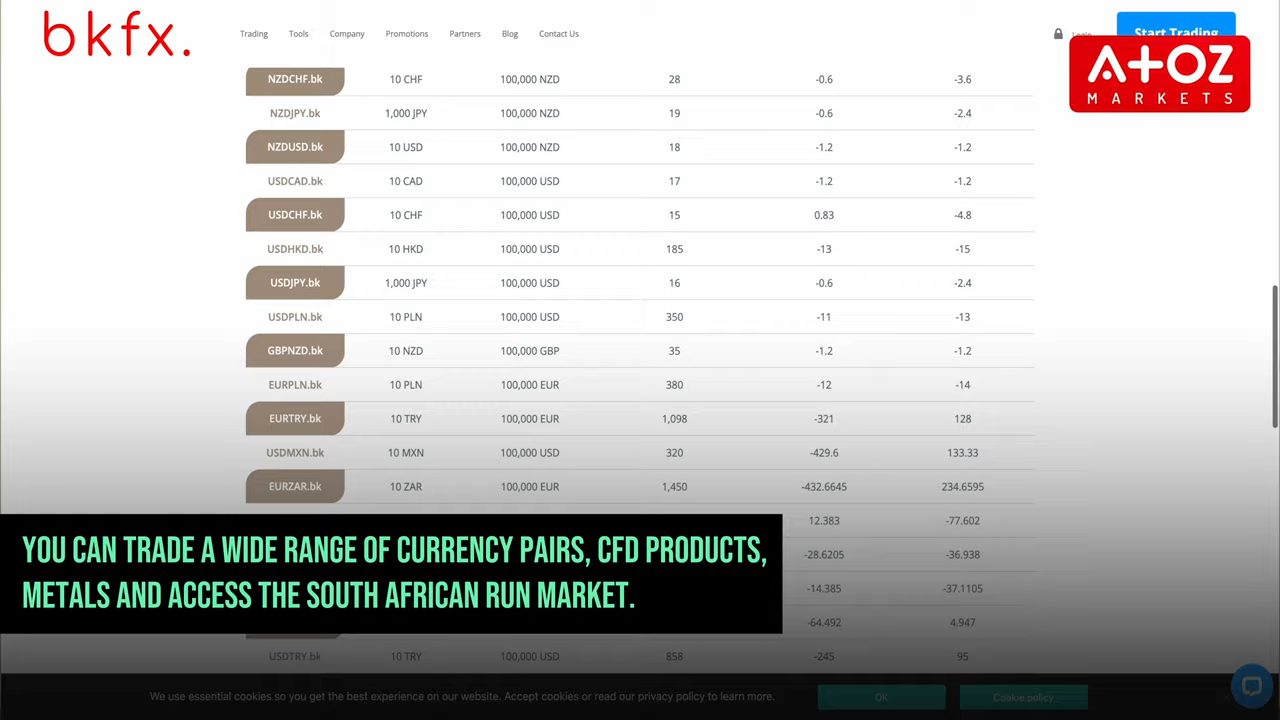 bkfx.
Trading Tools Company Promotions Partners Blog Contact Us Login Start Trading
A+OZ
MARKETS
NZDCHF.bk 10 CHF 100,000 NZD 28 -0.6 -3.6
NZDJPY.bk 1,000 JPY 100,000 NZD 19 -0.6 -2.4
NZDUSD.bk 10 USD 100,000 NZD 18 -1.2 -1.2
USDCAD.bk 10 CAD 100,000 USD 17 -1.2 -1.2
USDCHF.bk 10 CHF 100,000 USD 15 0.83 -4.8
USDHKD.bk 10 HKD 100,000 USD 185 -13 -15
USDJPY.bk 1,000 JPY 100,000 USD 16 -0.6 -2.4
USDPLN.bk 10 PLN 100,000 USD 350 -11 -13
GBPNZD.bk 10 NZD 100,000 GBP 35 -1.2 -1.2
EURPLN.bk 10 PLN 100,000 EUR 380 -12 -14
EURTRY.bk 10 TRY 100,000 EUR 1,098 -321 128
USDMXN.bk 10 MXN 100,000 USD 320 -429.6 133.33
EURZAR.bk 10 ZAR 100,000 EUR 1,450 -432.6645 234.6595
12.383 -77.602
-28.6205 -36.938
-14.385 -37.1105
-64.492 4.947
YOU CAN TRADE A WIDE RANGE OF CURRENCY PAIRS, CFD PRODUCTS,
METALS AND ACCESS THE SOUTH AFRICAN RUN MARKET.
USDTRY.bk 10 TRY 100,000 USD 858 -245 95
We use essential cookies so you get the best experience on our website. Accept cookies or read our privacy policy to learn more. OK Cookie policy